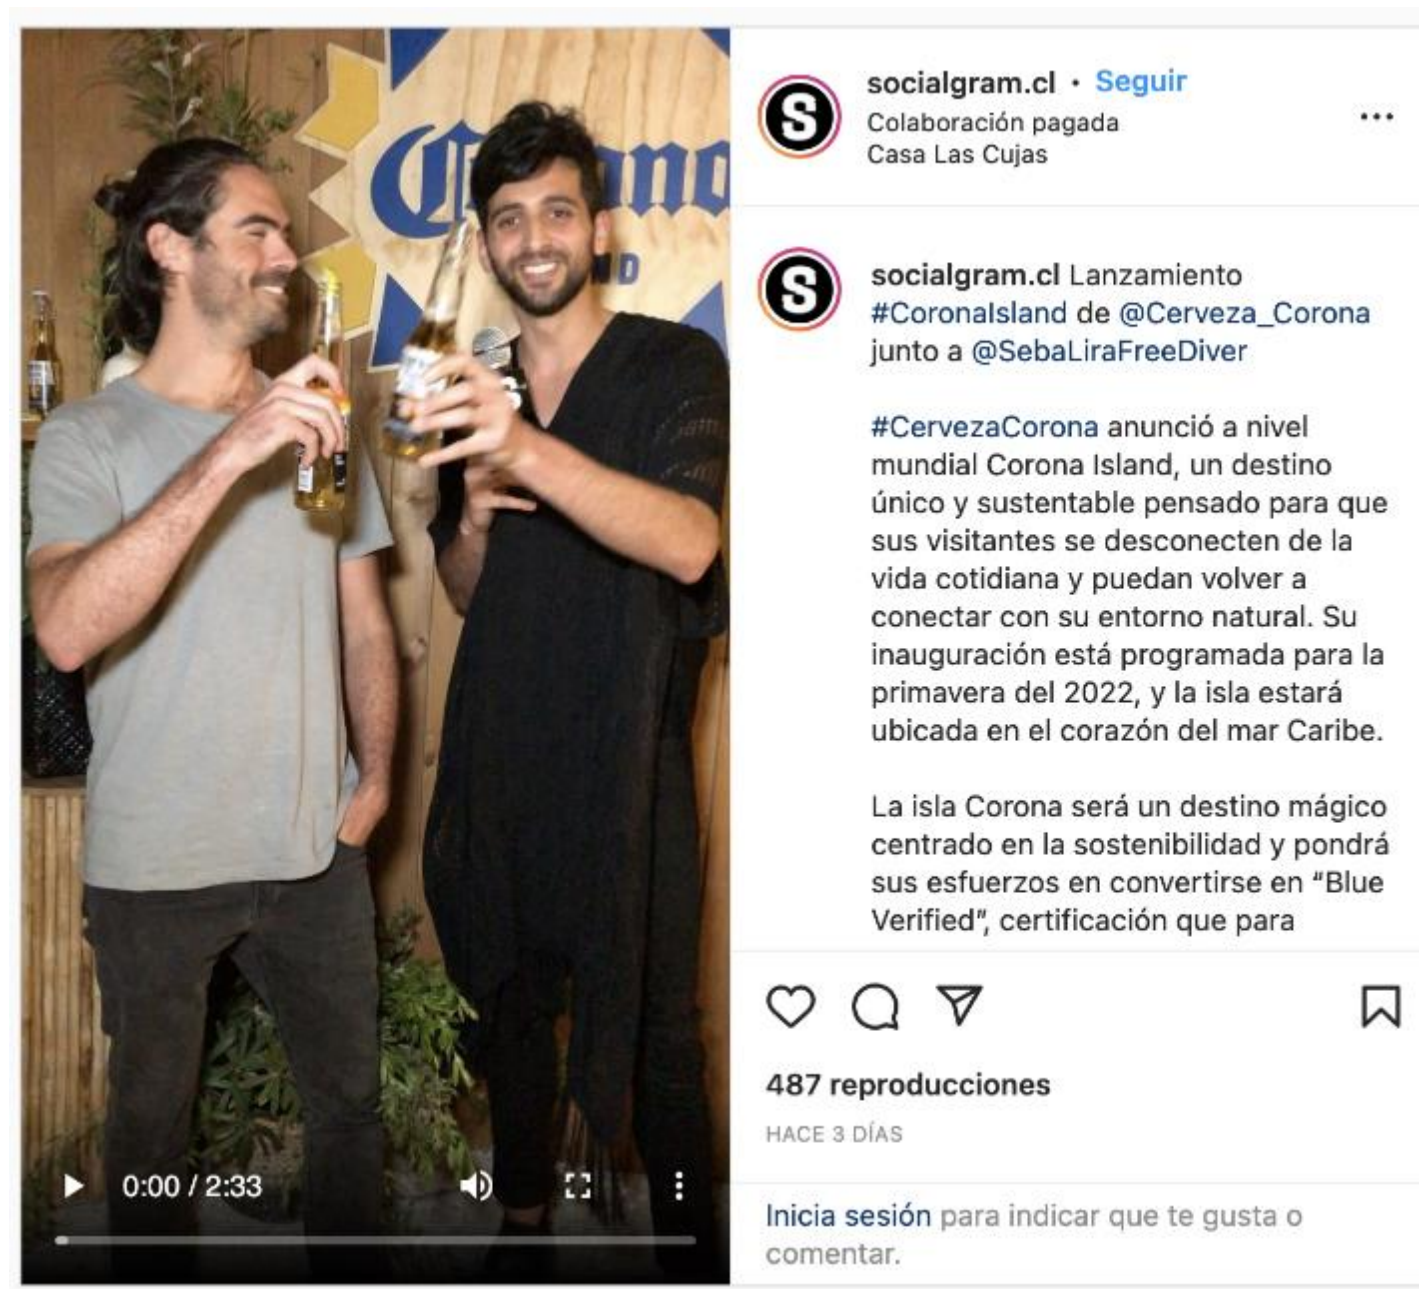 Corona
ND
socialgram.cl • Seguir
Colaboración pagada
Casa Las Cujas
socialgram.cl Lanzamiento
#CoronaIsland de @Cerveza_Corona
junto a @SebaLiraFreeDiver
#CervezaCorona anunció a nivel
mundial Corona Island, un destino
único y sustentable pensado para que
sus visitantes se desconecten de la
vida cotidiana y puedan volver a
conectar con su entorno natural. Su
inauguración está programada para la
primavera del 2022, y la isla estará
ubicada en el corazón del mar Caribe.
La isla Corona será un destino mágico
centrado en la sostenibilidad y pondrá
sus esfuerzos en convertirse en “Blue
Verified”, certificación que para
487 reproducciones
HACE 3 DÍAS
Inicia sesión para indicar que te gusta o
comentar.
0:00 / 2:33